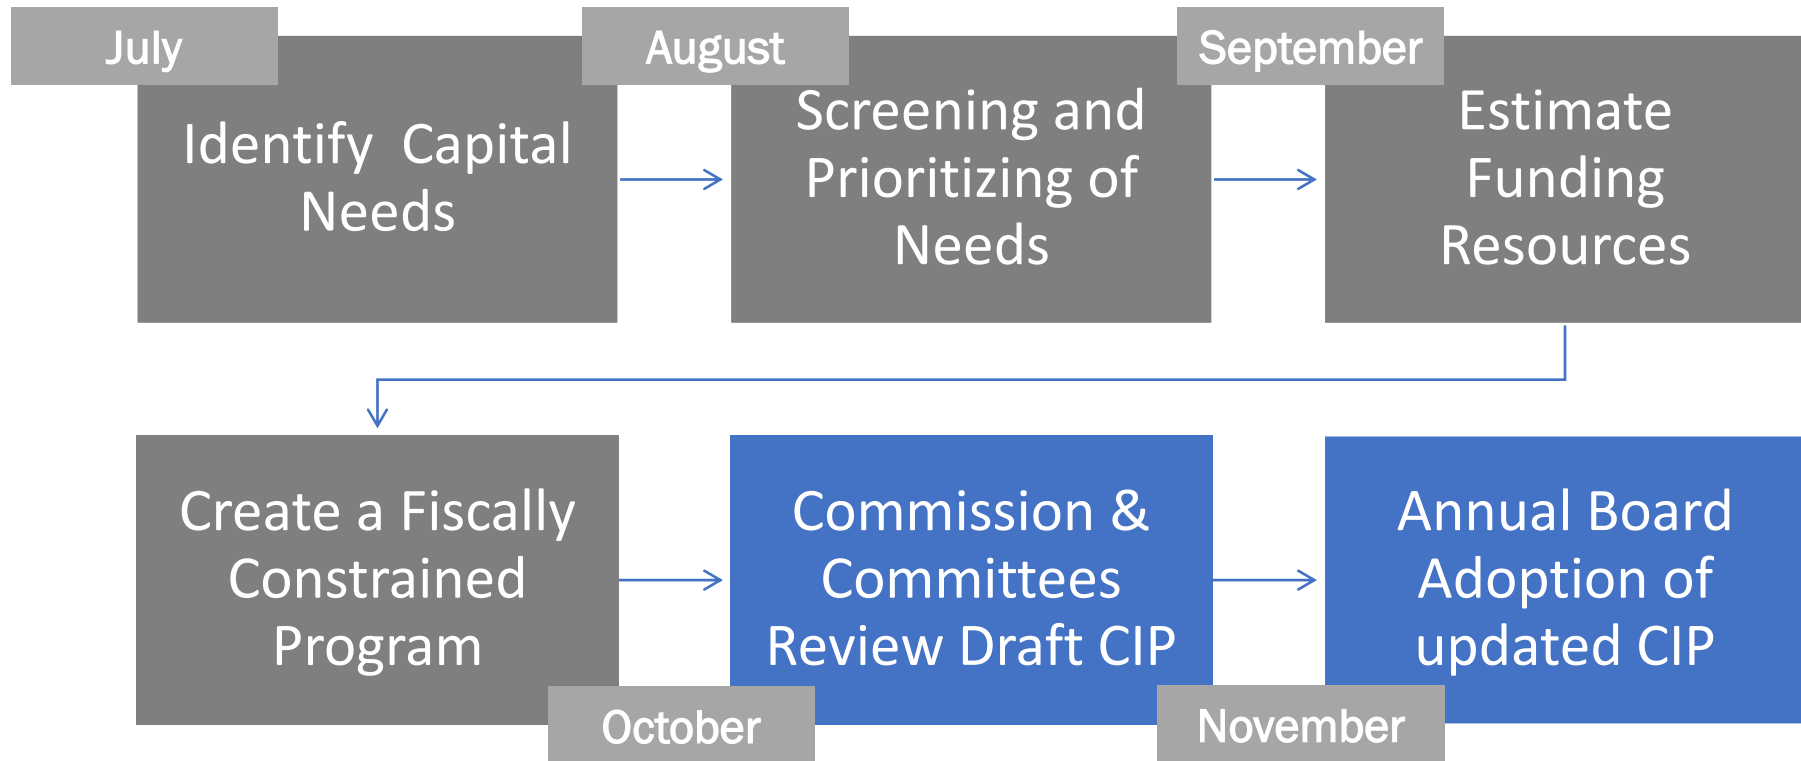 July
August
September
Identify  Capital
Needs
Screening and
Prioritizing of
Needs
Estimate
Funding
Resources
Create a Fiscally
Constrained
Program
Commission &
Committees
Review Draft CIP
Annual Board
Adoption of
updated CIP
October
November